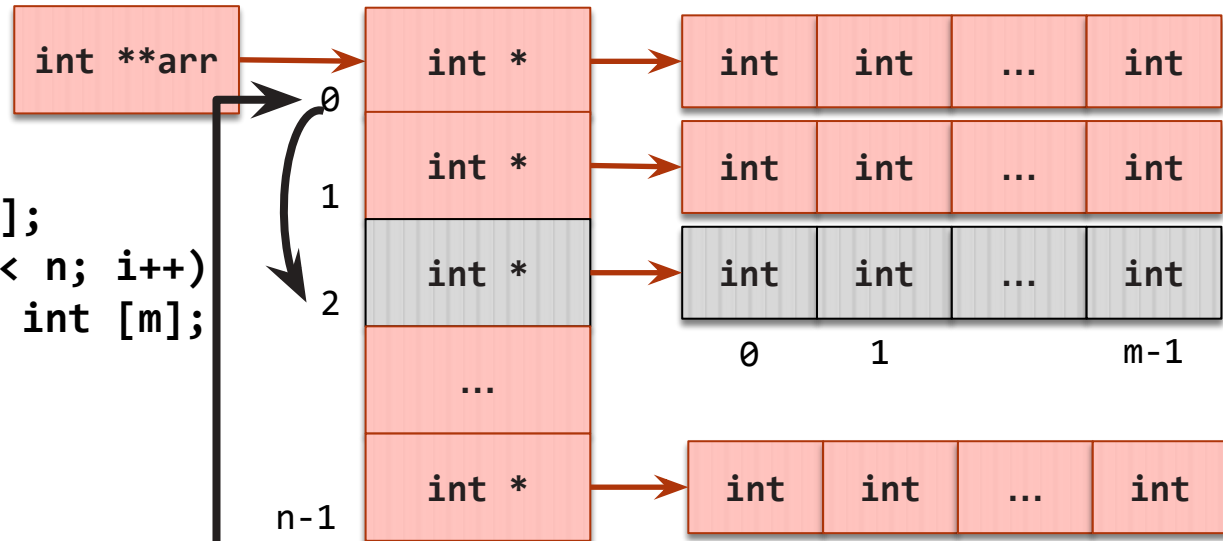 int **arr
int *
int int ... int
0
int *
int int ... int
1
];
< n; i++)
int *
int int ... int
2
int [m];
0 1 m-1
...
int *
int int ... int
n-1